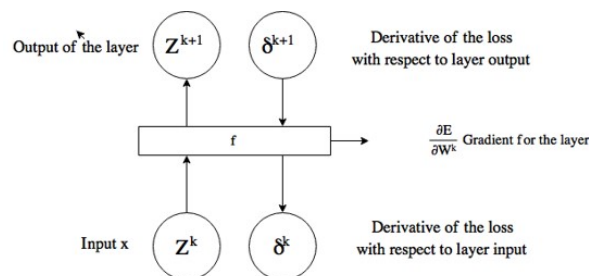 Output of the layer
Z^{k+1}
δ^{k+1}
Derivative of the loss
with respect to layer output
f
∂E
∂W^k
Gradient f or the layer
Input x
Z^k
δ^k
Derivative of the loss
with respect to layer input